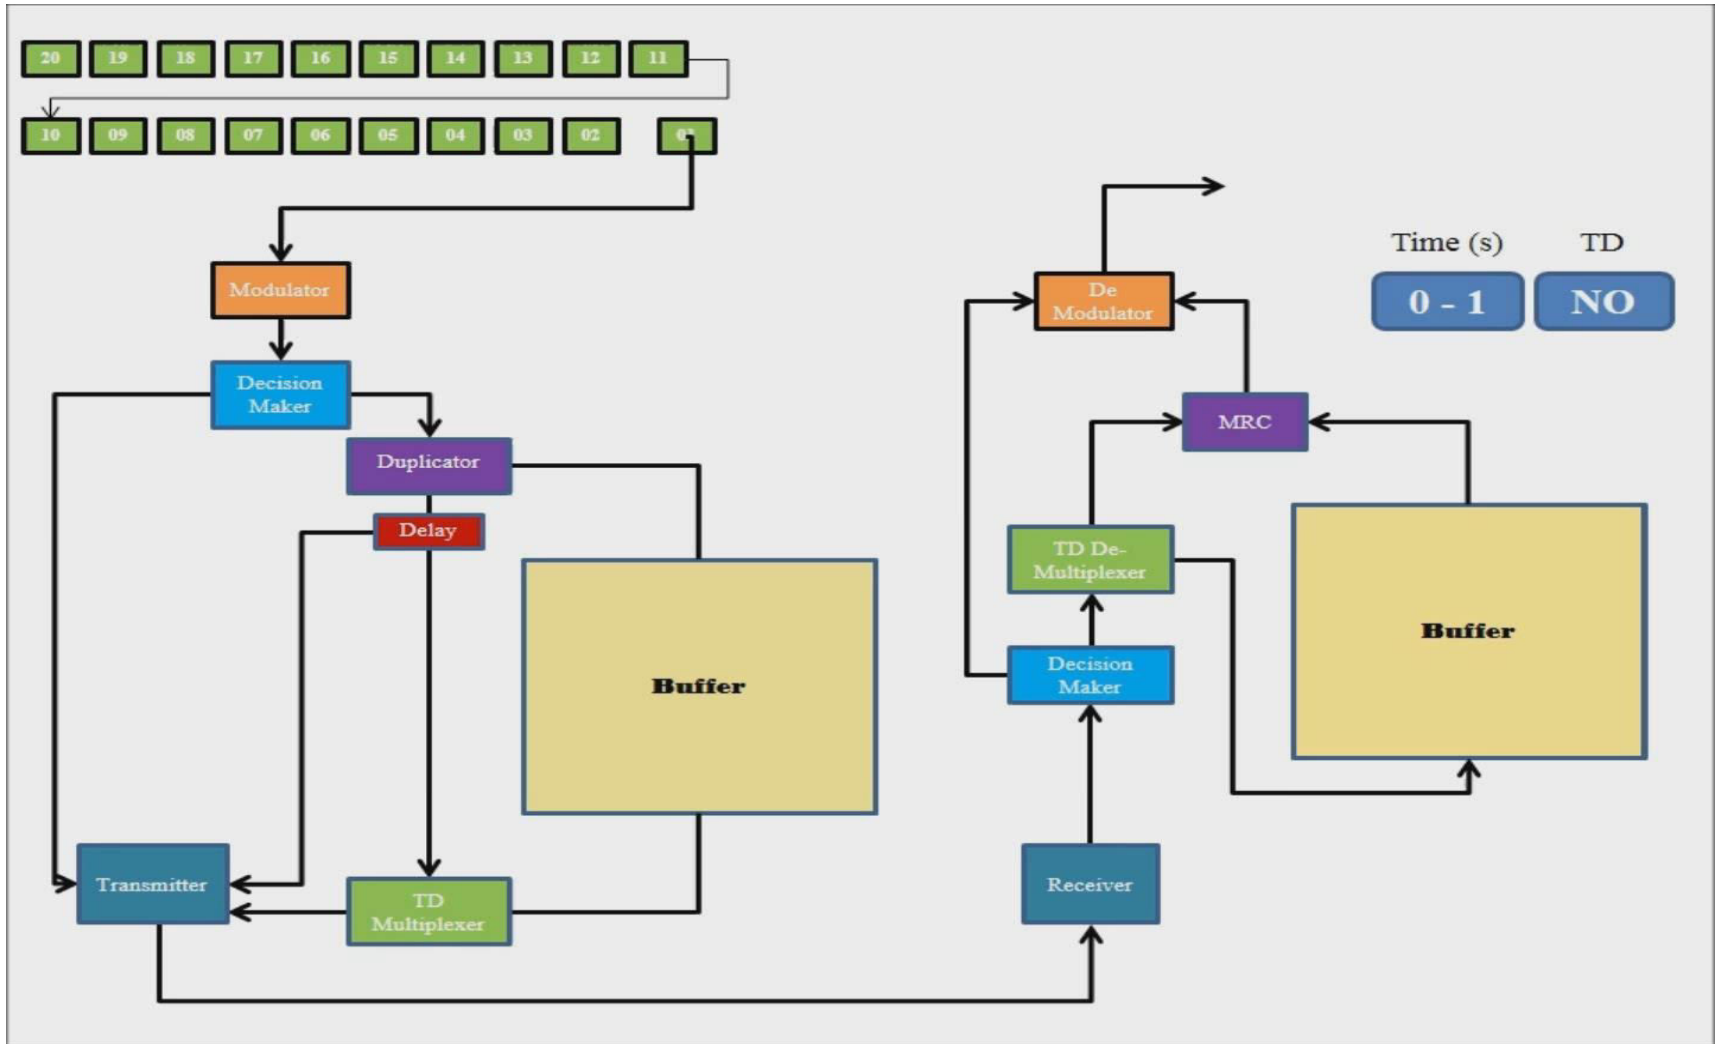 20 19 18 17 16 15 14 13 12 11
10 09 08 07 06 05 04 03 02 01
Modulator
Decision
Maker
Duplicator
Delay
Buffer
Transmitter
TD
Multiplexer
De
Modulator
MRC
TD De-
Multiplexer
Decision
Maker
Buffer
Receiver
Time (s) TD
0 - 1 NO